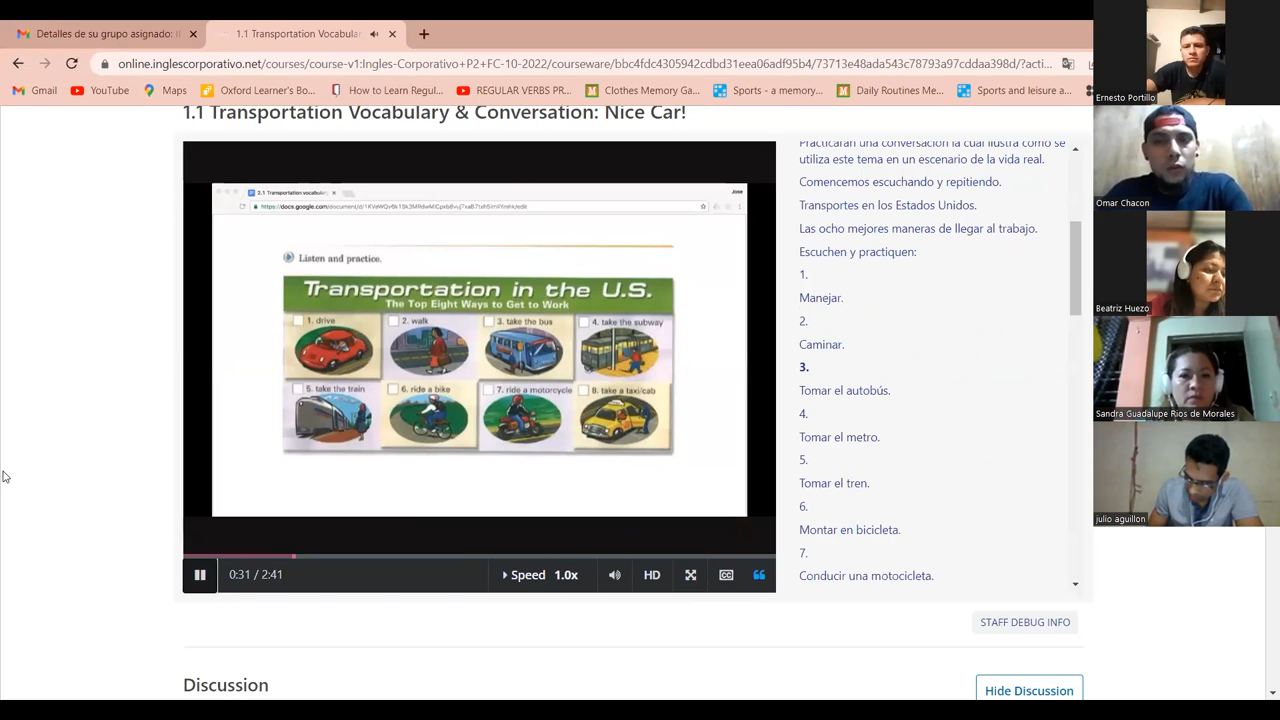 Detalles de su grupo asignado: I
1.1 Transportation Vocabular
online.inglescorporativo.net/courses/course-v1:Ingles-Corporativo+P2+FC-10-2022/courseware/bbc4fdc4305942cdbd31eea06adf95b4/73713e48ada543c78793a97cddaa398d/?acti...
Gmail
YouTube
Maps
Oxford Learner's Bo...
How to Learn Regul...
REGULAR VERBS PR...
Clothes Memory Ga...
Sports - a memory...
Daily Routines Me...
Sports and leisure a...
1.1 Transportation Vocabulary & Conversation: Nice Car!
2.1 Transportation vocabular
Jose
Listen and practice.
Transportation in the U.S.
The Top Eight Ways to Get to Work
1. drive
2. walk
3. take the bus
4. take the subway
5. take the train
6. ride a bike
7. ride a motorcycle
8. take a taxi/cab
0:31 / 2:41
Speed 1.0x
HD
CC
Practicarán una conversación la cual ilustra cómo se
utiliza este tema en un escenario de la vida real.
Comencemos escuchando y repitiendo.
Transportes en los Estados Unidos.
Las ocho mejores maneras de llegar al trabajo.
Escuchen y practiquen:
1.
Manejar.
2.
Caminar.
3.
Tomar el autobús.
4.
Tomar el metro.
5.
Tomar el tren.
6.
Montar en bicicleta.
7.
Conducir una motocicleta.
STAFF DEBUG INFO
Discussion
Hide Discussion
Ernesto Portillo
Omar Chacon
Beatriz Huezo
Sandra Guadalupe Rios de Morales
julio aguillon